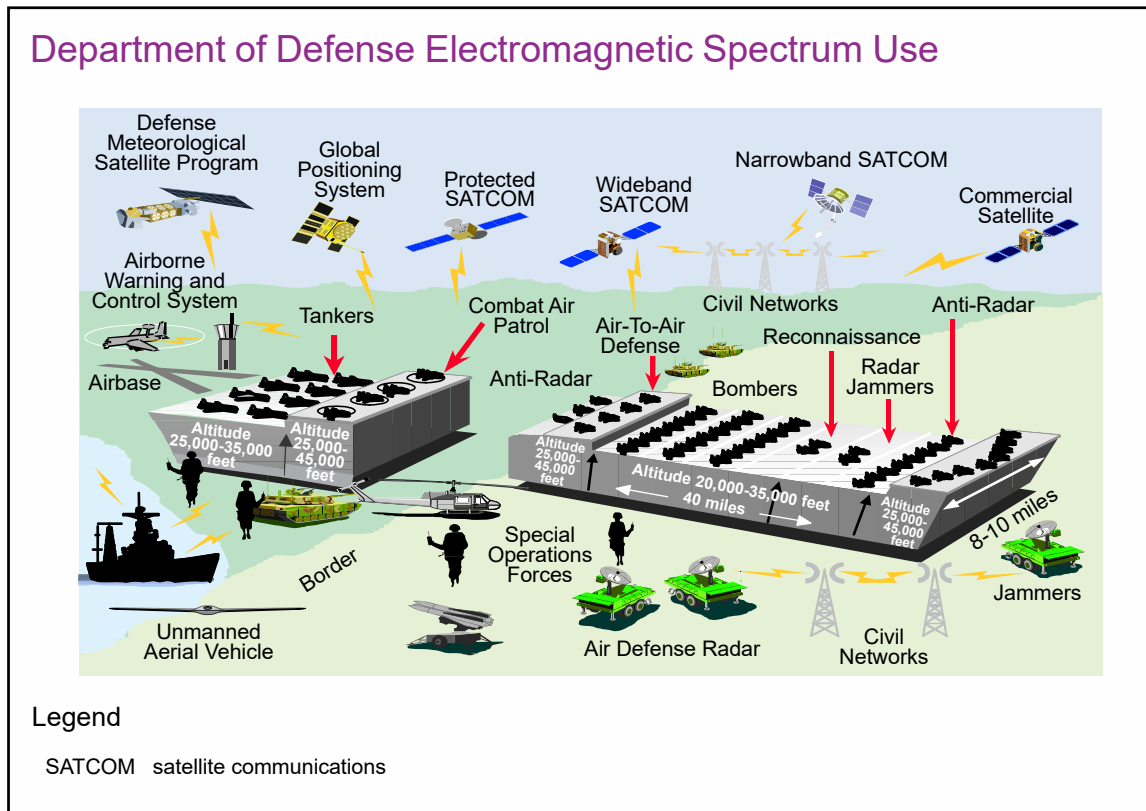 Department of Defense Electromagnetic Spectrum Use
Defense
Meteorological
Satellite Program
Global
Positioning
System
Protected
SATCOM
Wideband
SATCOM
Narrowband SATCOM
Commercial
Satellite
Airborne
Warning and
Control System
Tankers
Combat Air
Patrol
Air-To-Air
Defense
Civil Networks
Anti-Radar
Reconnaissance
Radar
Jammers
Airbase
Anti-Radar
Bombers
Altitude
25,000-35,000
feet
Altitude
25,000-
45,000
feet
Altitude
25,000-
45,000
feet
Altitude 20,000-35,000 feet
40 miles
Altitude
25,000-
45,000
feet
8-10 miles
Border
Special
Operations
Forces
Jammers
Unmanned
Aerial Vehicle
Air Defense Radar
Civil
Networks
Legend
SATCOM satellite communications